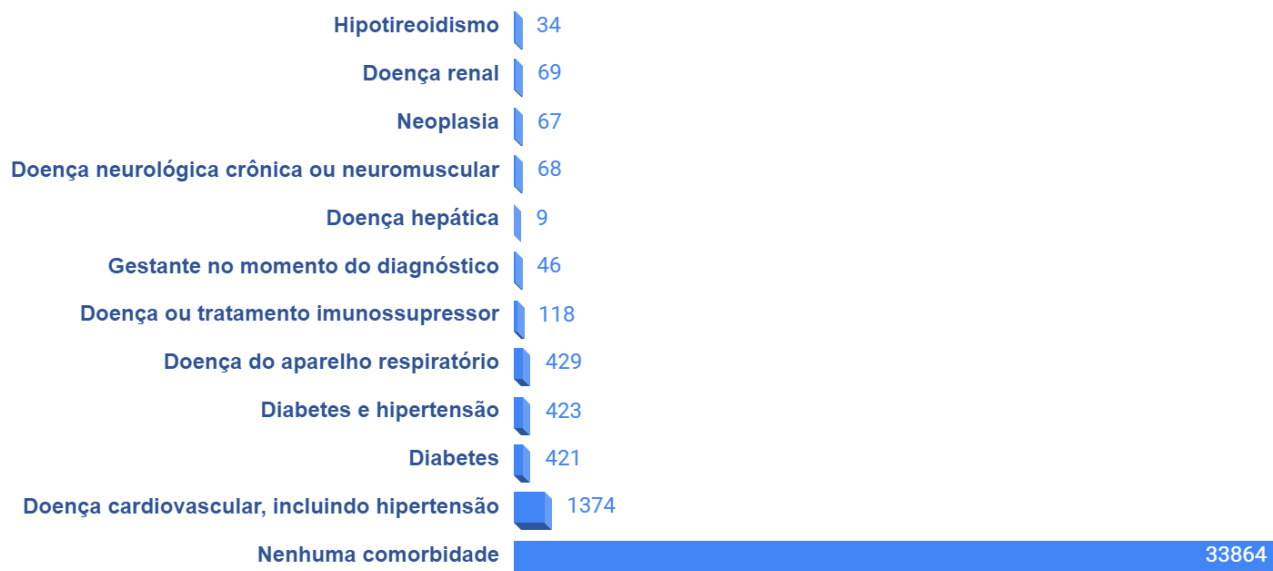 Hipotireoidismo 34
Doença renal 69
Neoplasia 67
Doença neurológica crônica ou neuromuscular 68
Doença hepática 9
Gestante no momento do diagnóstico 46
Doença ou tratamento imunossupressor 118
Doença do aparelho respiratório 429
Diabetes e hipertensão 423
Diabetes 421
Doença cardiovascular, incluindo hipertensão 1374
Nenhuma comorbidade 33864